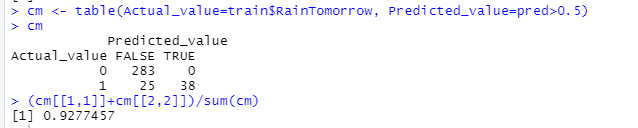 > cm <- table(Actual_value=train$RainTomorrow, Predicted_value=pred>0.5)
> cm
            Predicted_value
Actual_value FALSE TRUE
           0   283    0
           1    25   38
> (cm[[1,1]]+cm[[2,2]])/sum(cm)
[1] 0.9277457